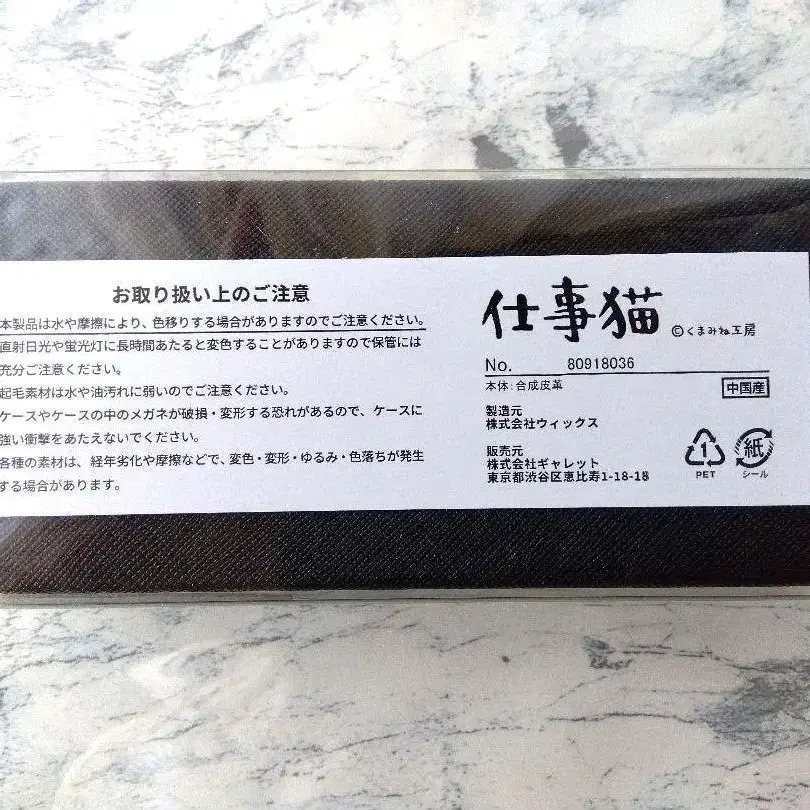 お取り扱い上のご注意
本製品は水や摩擦により、色移りする場合がありますのでご注意ください。
直射日光や蛍光灯に長時間あたると変色することがありますので保管には
充分ご注意ください。
起毛素材は水や油汚れに弱いのでご注意ください。
ケースやケースの中のメガネが破損・変形する恐れがあるので、ケースに
強い衝撃をあたえないでください。
各種の素材は、経年劣化や摩擦などで、変色・変形・ゆるみ・色落ちが発生
する場合があります。
仕事猫 ©くまみね工房
No. 80918036
本体:合成皮革 中国産
製造元
株式会社ウィックス
販売元
株式会社ギャレット
東京都渋谷区恵比寿1-18-18
1
PET
紙
シール